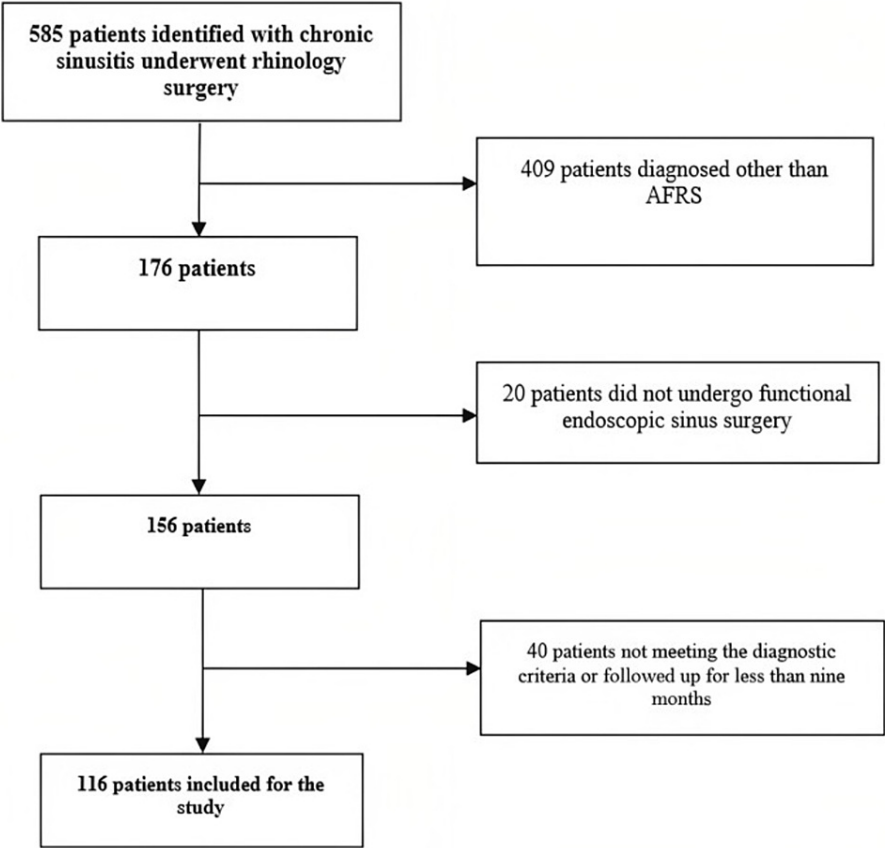 585 patients identified with chronic
sinusitis underwent rhinology
surgery
409 patients diagnosed other than
AFRS
176 patients
20 patients did not undergo functional
endoscopic sinus surgery
156 patients
40 patients not meeting the diagnostic
criteria or followed up for less than nine
months
116 patients included for the
study